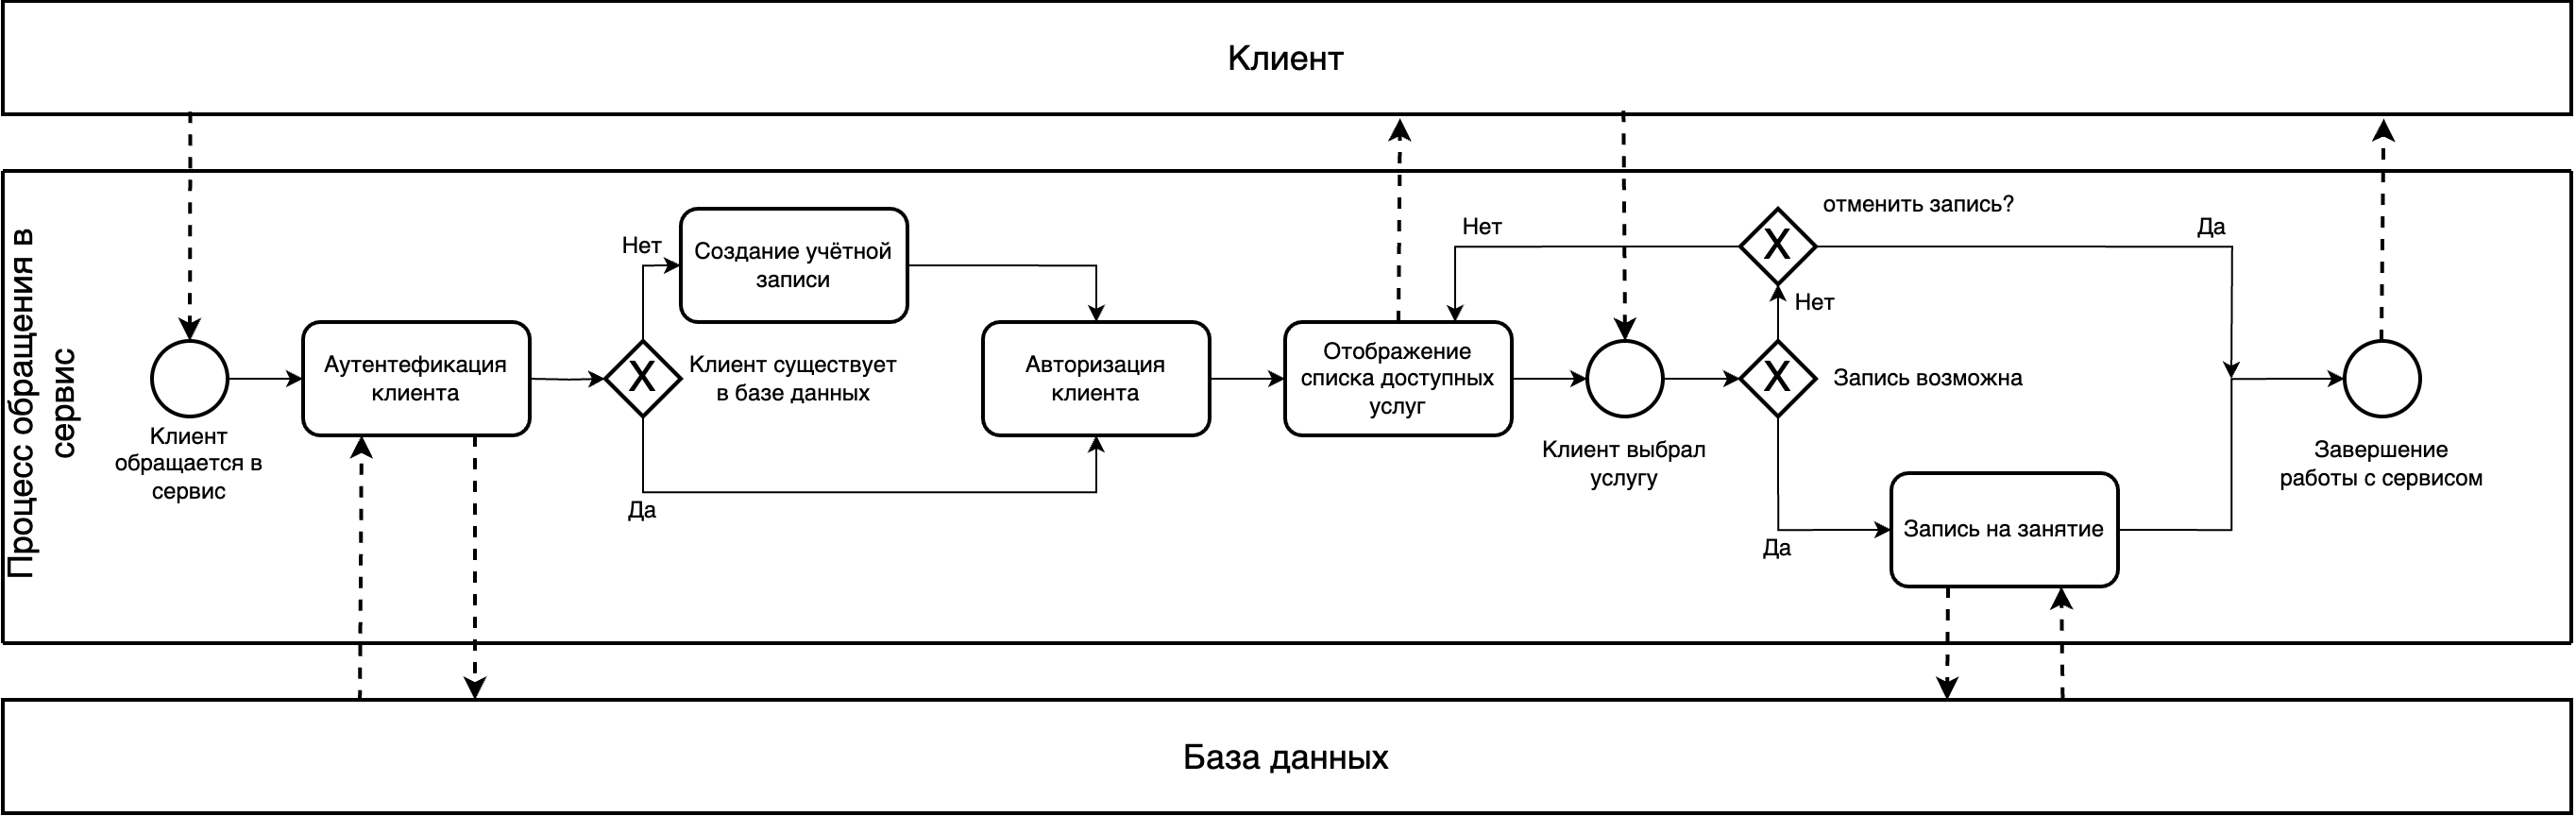 Клиент
Процесс обращения в
сервис
Клиент
обращается в
сервис
Аутентефикация
клиента
Нет
Создание учётной
записи
Клиент существует
в базе данных
Да
Авторизация
клиента
Отображение
списка доступных
услуг
Нет
Клиент выбрал
услугу
X
X
X
отменить запись?
Да
Нет
Запись возможна
Да
Запись на занятие
Завершение
работы с сервисом
База данных